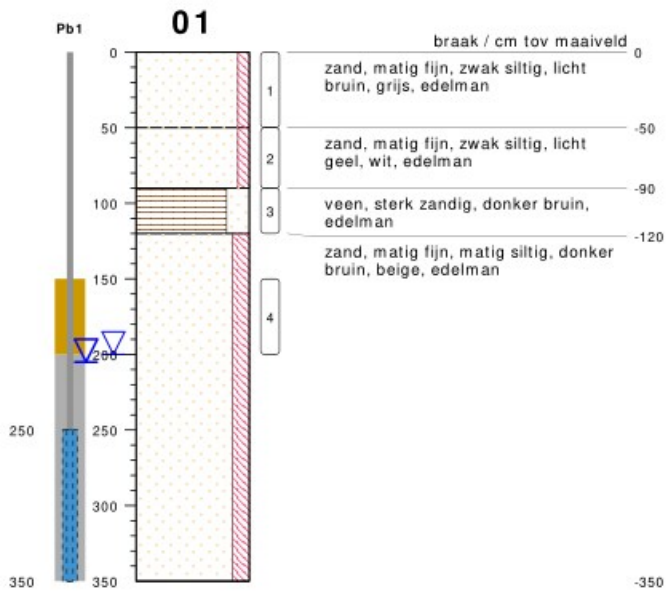 01
Pb1
braak / cm tov maaiveld
0
0
zand, matig fijn, zwak siltig, licht
bruin, grijs, edelman
1
50
-50
zand, matig fijn, zwak siltig, licht
geel, wit, edelman
2
-90
100
3
veen, sterk zandig, donker bruin,
edelman
-120
zand, matig fijn, matig siltig, donker
bruin, beige, edelman
150
4
200
250
250
300
350
350
-350